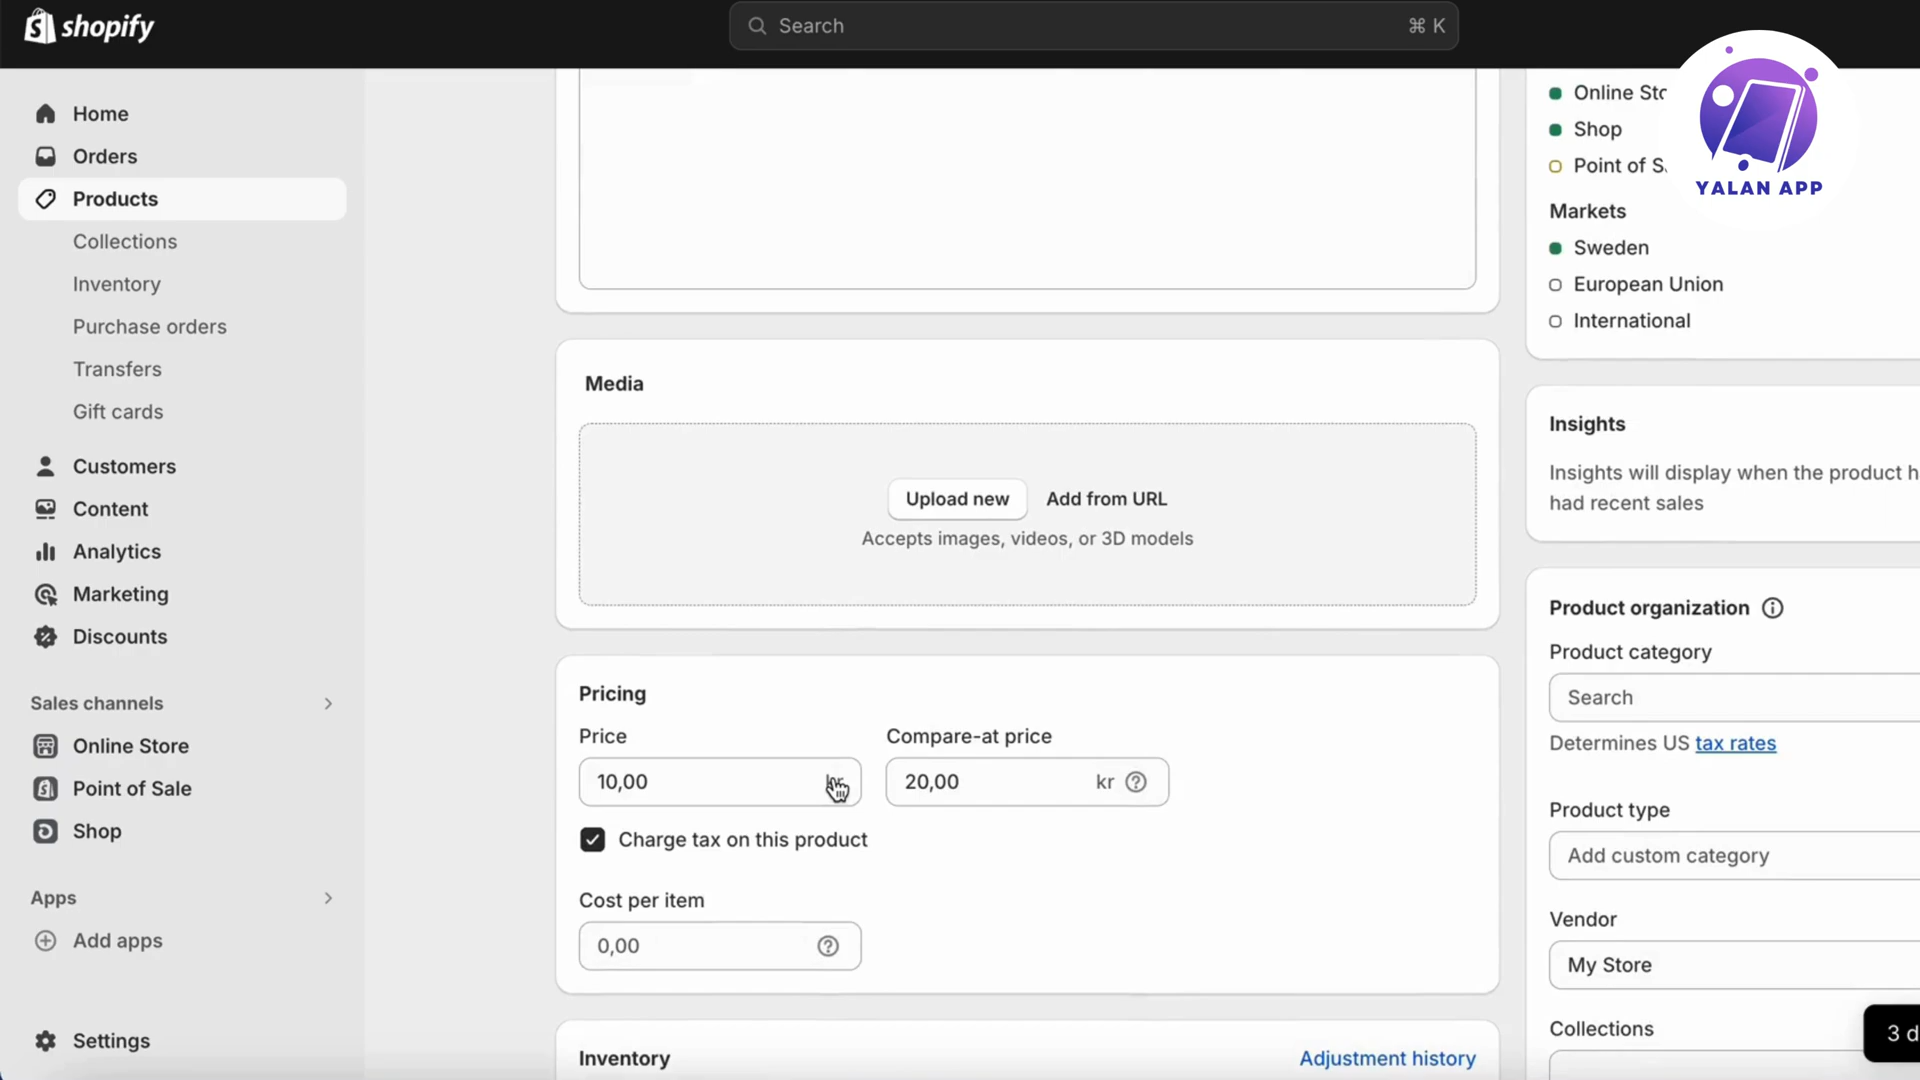 shopify
Search
⌘ K
Home
Orders
Products
Collections
Inventory
Purchase orders
Transfers
Gift cards
Customers
Content
Analytics
Marketing
Discounts
Sales channels
Online Store
Point of Sale
Shop
Apps
Add apps
Settings
Media
Upload new Add from URL
Accepts images, videos, or 3D models
Pricing
Price Compare-at price
10,00 20,00 kr
Charge tax on this product
Cost per item
0,00
Inventory Adjustment history
Online Sto
Shop
Point of S
Markets
Sweden
European Union
International
YALAN APP
Insights
Insights will display when the product h
had recent sales
Product organization
Product category
Search
Determines US tax rates
Product type
Add custom category
Vendor
My Store
Collections
3 d